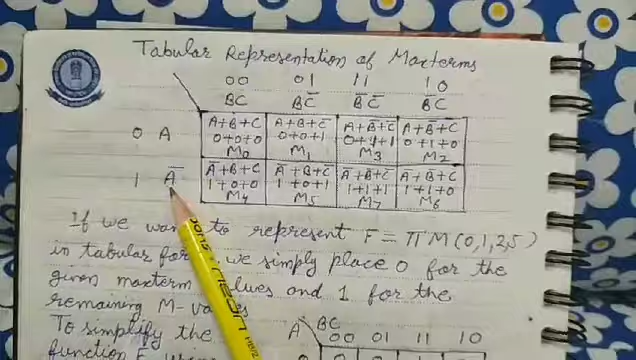 Tabular Representation of Maxterms
00 01 11 10
BC BC̅ B̅C̅ BC
0 A
A+B+C A+B+C̅ A+B̅+C̅ A+B̅+C
0+0+0 0+0+1 0+1+1 0+1+0
M0 M1 M3 M2
1 A̅
A̅+B+C A̅+B+C̅ A̅+B̅+C̅ A̅+B̅+C
1+0+0 1+0+1 1+1+1 1+1+0
M4 M5 M7 M6
If we to represent F = πM(0,1,2,5)
in tabular we simply place 0 for the
given maxterm and 1 for the
remaining M-
To simplify the
function F
BC
A 00 01 11 10
0
neon